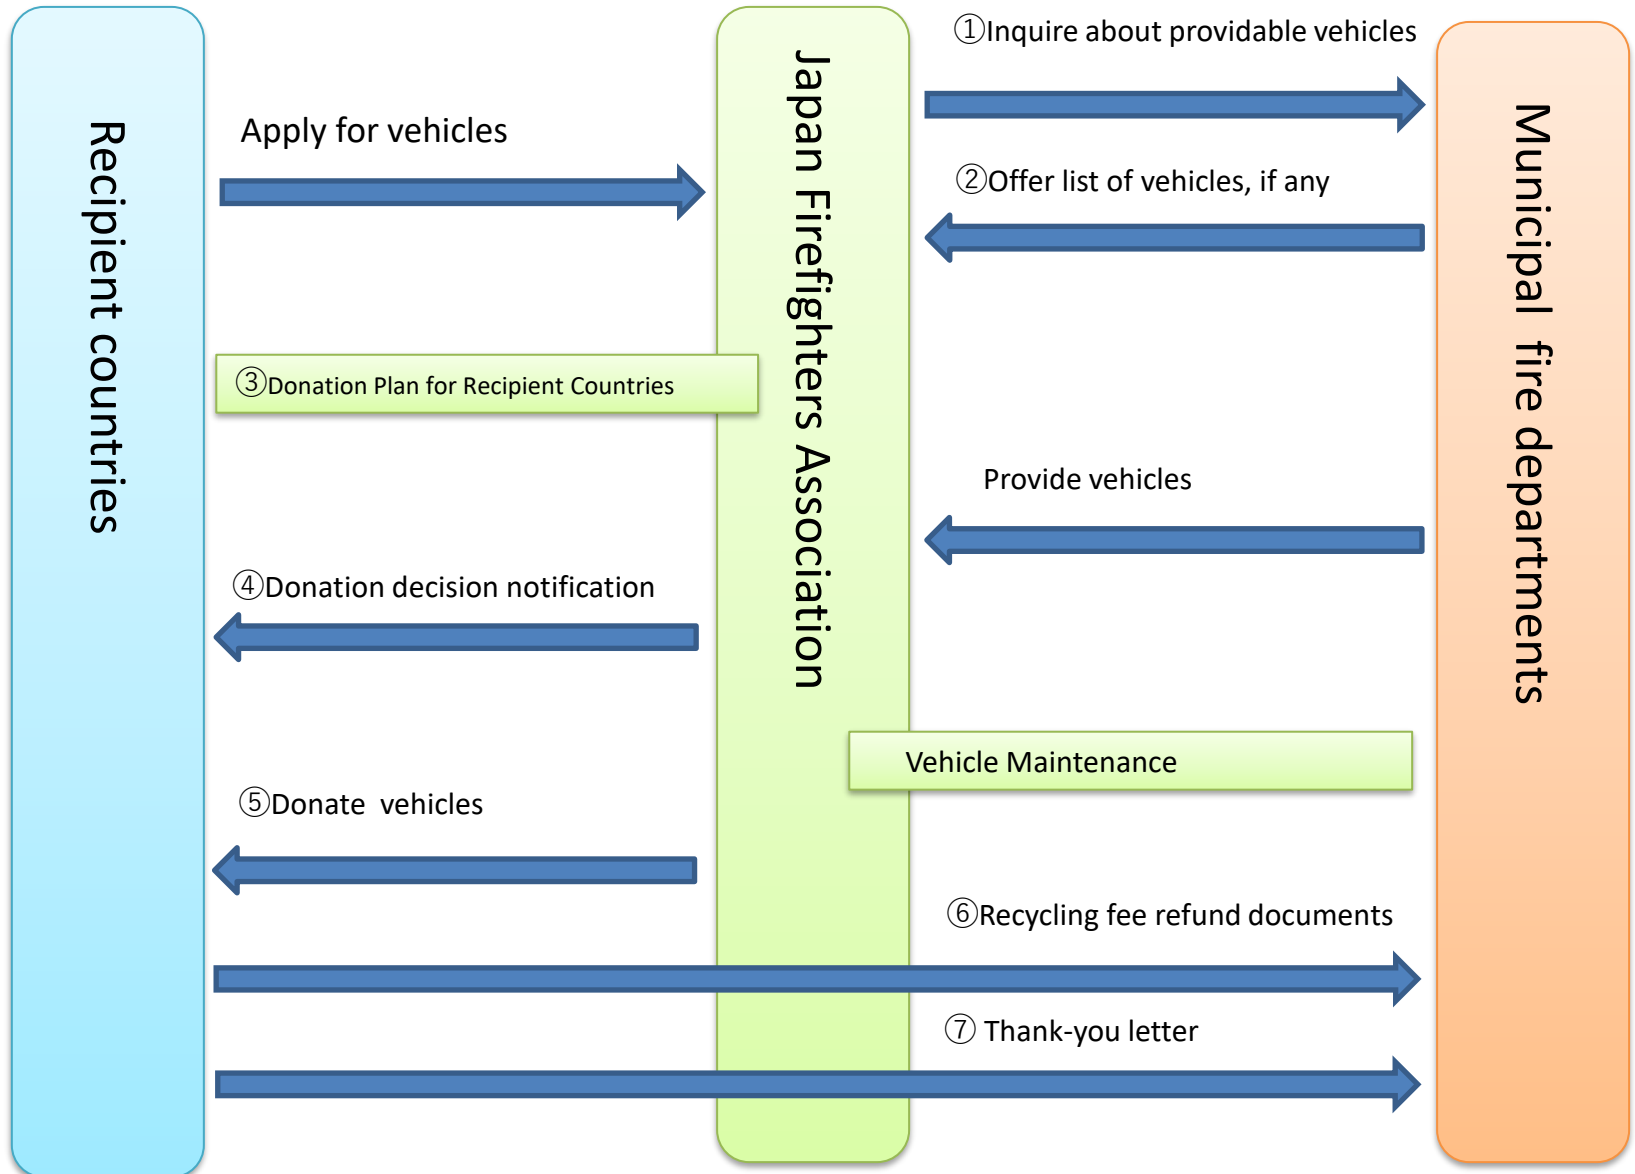 Recipient countries
Japan Firefighters Association
Municipal fire departments
①Inquire about providable vehicles
Apply for vehicles
②Offer list of vehicles, if any
③Donation Plan for Recipient Countries
Provide vehicles
④Donation decision notification
Vehicle Maintenance
⑤Donate vehicles
⑥Recycling fee refund documents
⑦ Thank-you letter